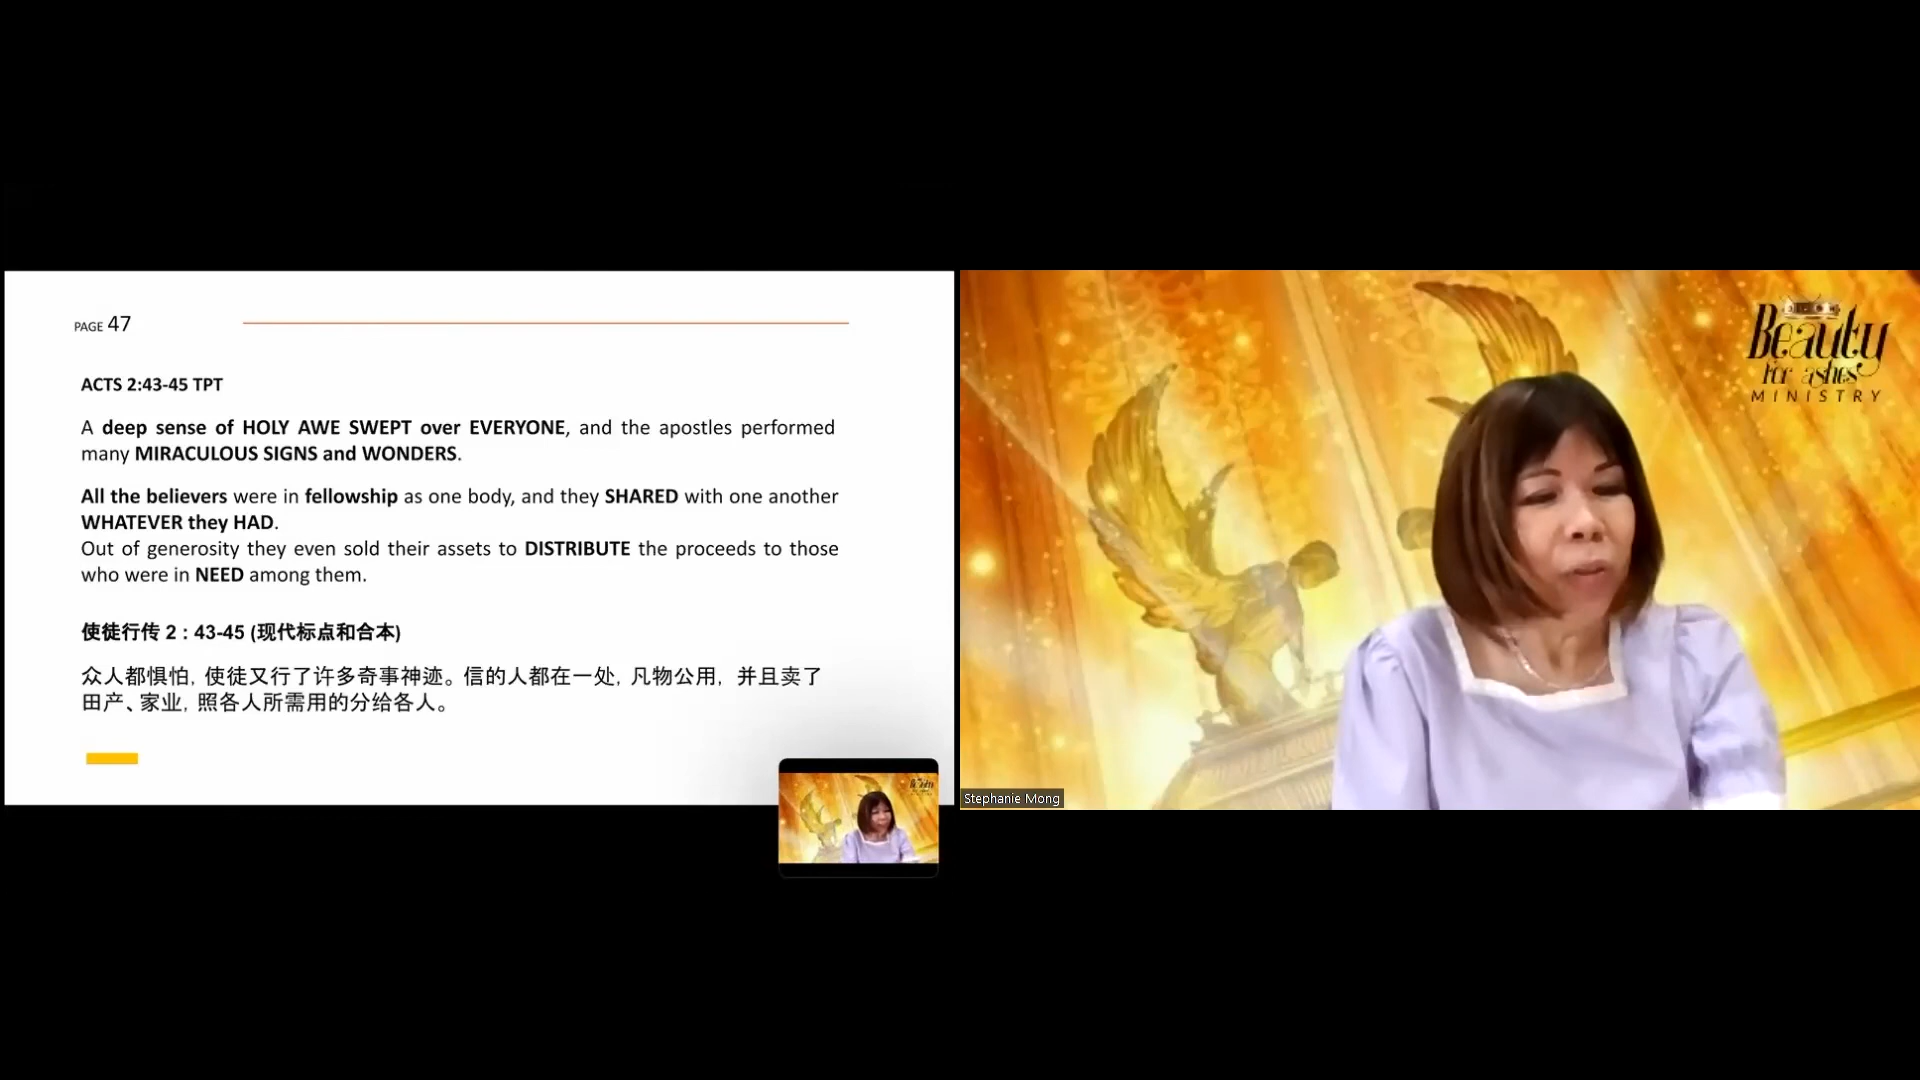 PAGE 47
ACTS 2:43-45 TPT
A deep sense of HOLY AWE SWEPT over EVERYONE, and the apostles performed
many MIRACULOUS SIGNS and WONDERS.
All the believers were in fellowship as one body, and they SHARED with one another
WHATEVER they HAD.
Out of generosity they even sold their assets to DISTRIBUTE the proceeds to those
who were in NEED among them.
使徒行传 2 : 43-45 (现代标点和合本)
众人都惧怕, 使徒又行了许多奇事神迹。信的人都在一处, 凡物公用, 并且卖了
田产、家业, 照各人所需用的分给各人。
Beauty
For ashes
MINISTRY
Stephanie Mong